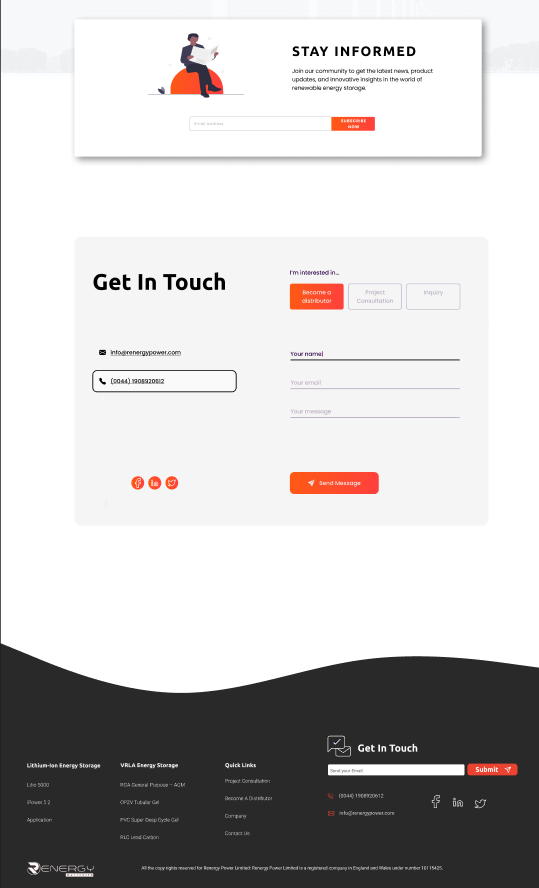 STAY INFORMED
Join our community to get the latest news, product
updates, and innovative insights in the world of
renewable energy storage.
Email Address
SUBSCRIBE
NOW
Get In Touch
I'm interested in...
Become a
distributor
Project
Consultation
Inquiry
info@renergypower.com
(0044) 1908920612
Your name
Your email
Your message
Send Message
Get In Touch
Send your Email
Submit
(0044) 1908920612
info@renergypower.com
Lithium-Ion Energy Storage
Litio 5000
iPower 5.2
Application
VRLA Energy Storage
RGA General Purpose – AGM
OPZV Tubular Gel
PVC Super Deep Cycle Gel
RLC Lead Carbon
Quick Links
Project Consultation
Become A Distributor
Company
Contact Us
RENERGY
All the copy rights reserved for Renergy Power Limited: Renergy Power Limited is a registered company in England and Wales under number 10115425.